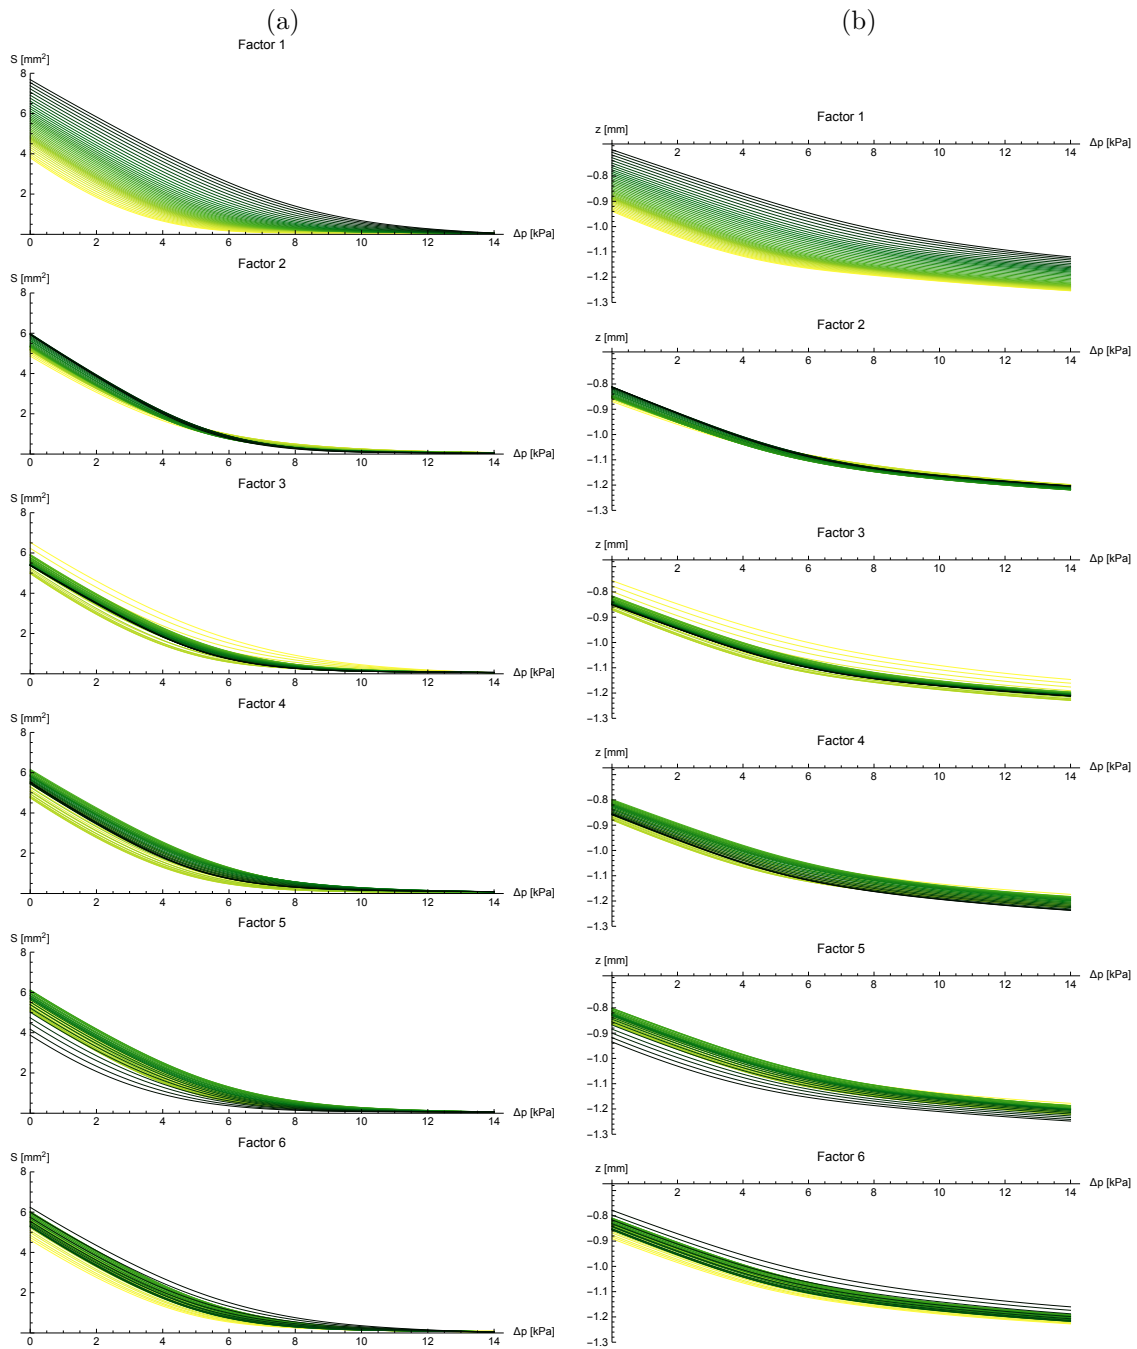 (a)
Factor 1
S [mm²]
8
6
4
2
0 2 4 6 8 10 12 14 Δp [kPa]
Factor 2
S [mm²]
8
6
4
2
0 2 4 6 8 10 12 14 Δp [kPa]
Factor 3
S [mm²]
8
6
4
2
0 2 4 6 8 10 12 14 Δp [kPa]
Factor 4
S [mm²]
8
6
4
2
0 2 4 6 8 10 12 14 Δp [kPa]
Factor 5
S [mm²]
8
6
4
2
0 2 4 6 8 10 12 14 Δp [kPa]
Factor 6
S [mm²]
8
6
4
2
0 2 4 6 8 10 12 14 Δp [kPa]
(b)
Factor 1
z [mm]
2 4 6 8 10 12 14 Δp [kPa]
−0.8
−0.9
−1.0
−1.1
−1.2
−1.3
Factor 2
z [mm]
2 4 6 8 10 12 14 Δp [kPa]
−0.8
−0.9
−1.0
−1.1
−1.2
−1.3
Factor 3
z [mm]
2 4 6 8 10 12 14 Δp [kPa]
−0.8
−0.9
−1.0
−1.1
−1.2
−1.3
Factor 4
z [mm]
2 4 6 8 10 12 14 Δp [kPa]
−0.8
−0.9
−1.0
−1.1
−1.2
−1.3
Factor 5
z [mm]
2 4 6 8 10 12 14 Δp [kPa]
−0.8
−0.9
−1.0
−1.1
−1.2
−1.3
Factor 6
z [mm]
2 4 6 8 10 12 14 Δp [kPa]
−0.8
−0.9
−1.0
−1.1
−1.2
−1.3